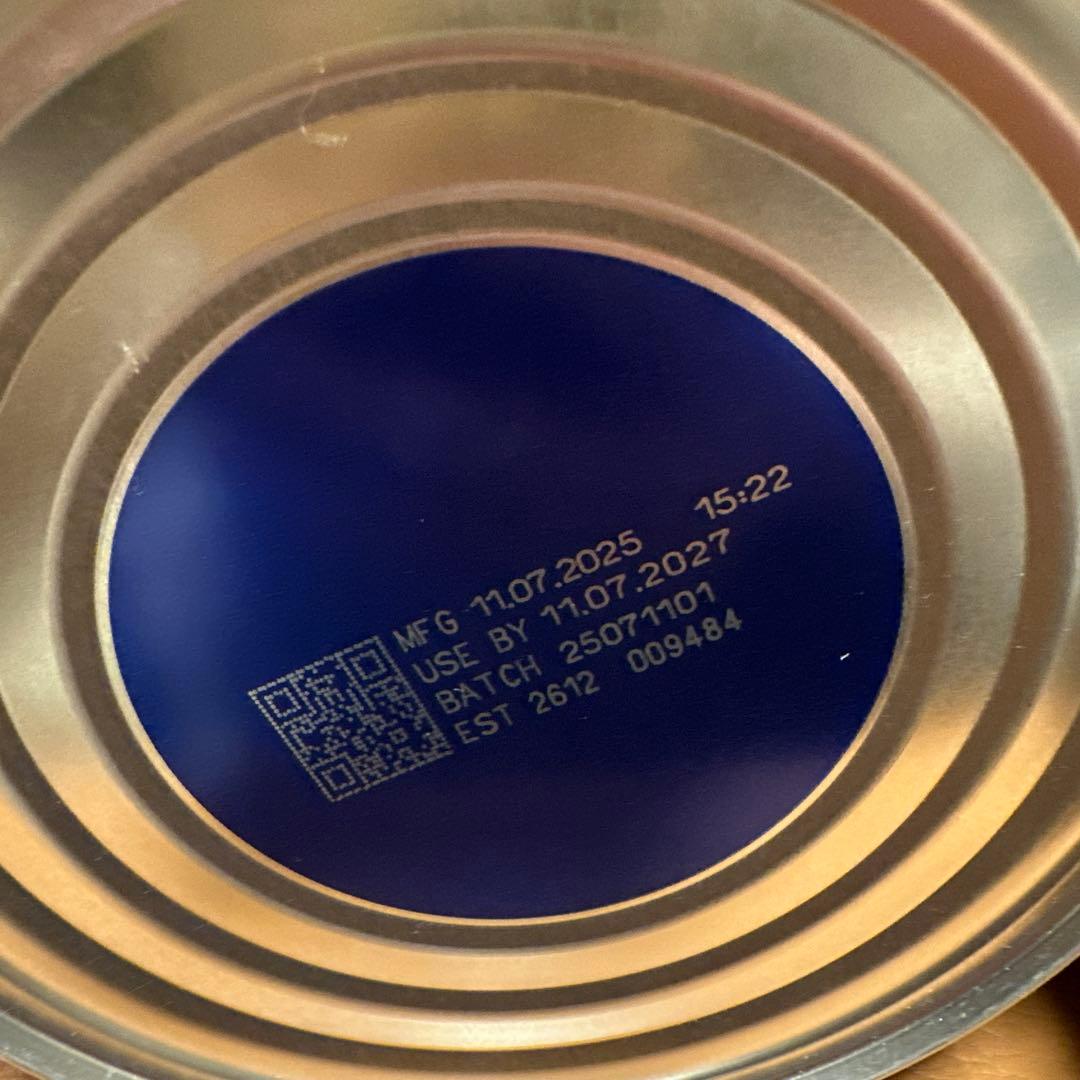 MFG 11.07.2025 15:22
USE BY 11.07.2027
BATCH 25071101
EST 2612 009484